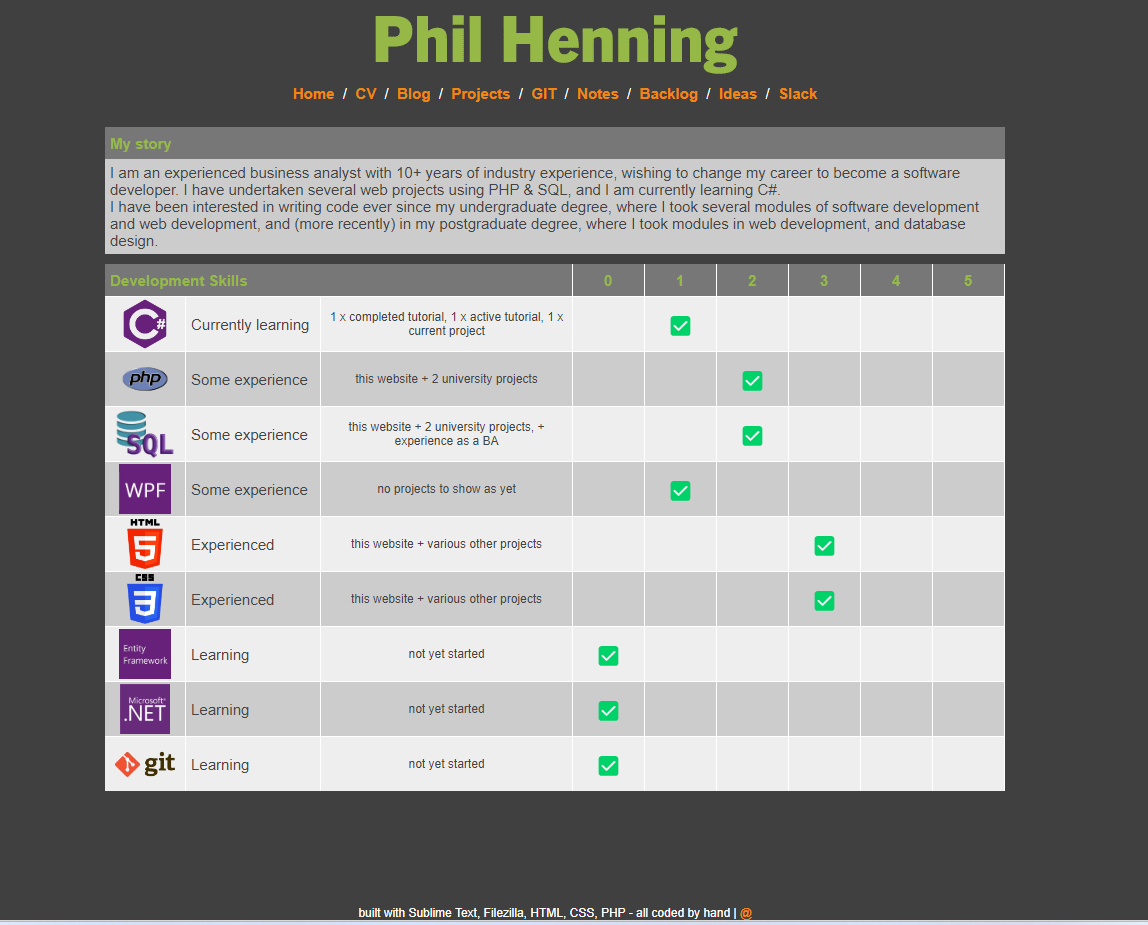 Phil Henning
Home / CV / Blog / Projects / GIT / Notes / Backlog / Ideas / Slack
My story
I am an experienced business analyst with 10+ years of industry experience, wishing to change my career to become a software
developer. I have undertaken several web projects using PHP & SQL, and I am currently learning C#.
I have been interested in writing code ever since my undergraduate degree, where I took several modules of software development
and web development, and (more recently) in my postgraduate degree, where I took modules in web development, and database
design.
Development Skills 0 1 2 3 4 5
C# Currently learning 1 x completed tutorial, 1 x active tutorial, 1 x
current project
php Some experience this website + 2 university projects
SQL Some experience this website + 2 university projects, +
experience as a BA
WPF Some experience no projects to show as yet
HTML
5 Experienced this website + various other projects
CSS
3 Experienced this website + various other projects
Entity
Framework Learning not yet started
Microsoft®
.NET Learning not yet started
git Learning not yet started
built with Sublime Text, Filezilla, HTML, CSS, PHP - all coded by hand | @